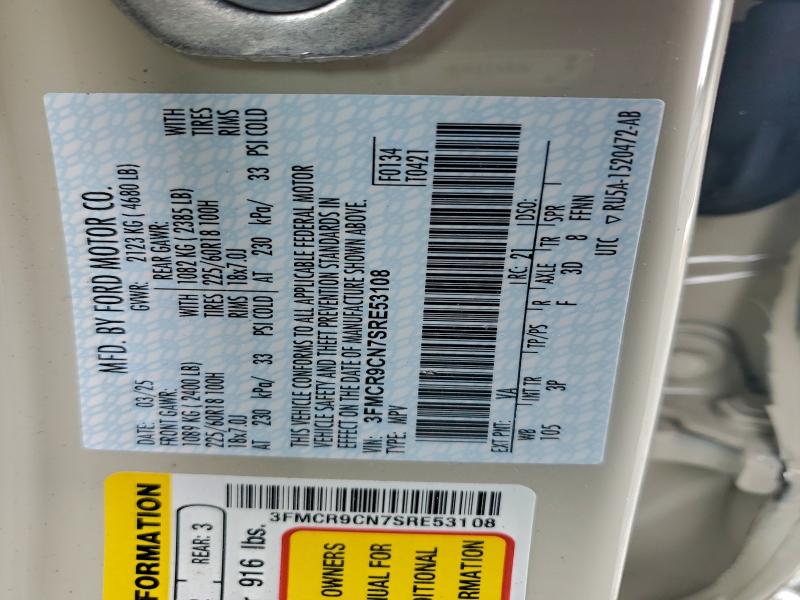 MFD. BY FORD MOTOR CO.
DATE: 03/25 GVWR: 2123 KG (4680 LB)
FRONT GAWR: REAR GAWR:
1089 KG (2400 LB) 1082 KG (2385 LB) WITH
225/60R18 100H 225/60R18 100H TIRES
18x7.0J 18x7.0J RIMS
AT 230 kPa/ 33 PSI COLD AT 230 kPa/ 33 PSI COLD
WITH
TIRES
RIMS
THIS VEHICLE CONFORMS TO ALL APPLICABLE FEDERAL MOTOR
VEHICLE SAFETY AND THEFT PREVENTION STANDARDS IN
EFFECT ON THE DATE OF MANUFACTURE SHOWN ABOVE.
VIN: 3FMCR9CN7SRE53108
TYPE: MPV
F0134
T0421
EXT PNT: YA RC: 21 DSO:
WB INT TR TP/PS R AXLE TR SPR
105 3P F 3D 8 FFNN
UTC ▽RU5A-1520472-AB
FORMATION
REAR: 3
916 lbs.
3FMCR9CN7SRE53108
OWNERS
UAL FOR
DITIONAL
RMATION